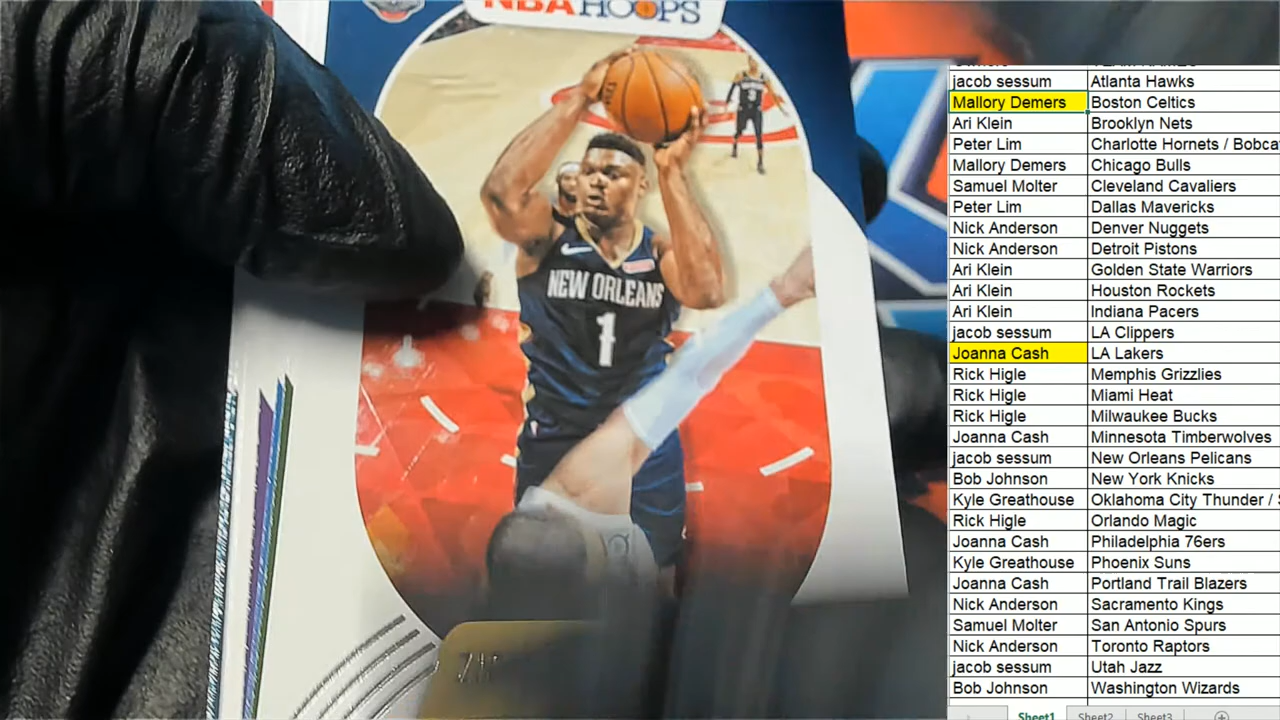 NBA HOOPS
NEW ORLEANS
1
3
jacob sessum Atlanta Hawks
Mallory Demers Boston Celtics
Ari Klein Brooklyn Nets
Peter Lim Charlotte Hornets / Bobca
Mallory Demers Chicago Bulls
Samuel Molter Cleveland Cavaliers
Peter Lim Dallas Mavericks
Nick Anderson Denver Nuggets
Nick Anderson Detroit Pistons
Ari Klein Golden State Warriors
Ari Klein Houston Rockets
Ari Klein Indiana Pacers
jacob sessum LA Clippers
Joanna Cash LA Lakers
Rick Higle Memphis Grizzlies
Rick Higle Miami Heat
Rick Higle Milwaukee Bucks
Joanna Cash Minnesota Timberwolves
jacob sessum New Orleans Pelicans
Bob Johnson New York Knicks
Kyle Greathouse Oklahoma City Thunder /
Rick Higle Orlando Magic
Joanna Cash Philadelphia 76ers
Kyle Greathouse Phoenix Suns
Joanna Cash Portland Trail Blazers
Nick Anderson Sacramento Kings
Samuel Molter San Antonio Spurs
Nick Anderson Toronto Raptors
jacob sessum Utah Jazz
Bob Johnson Washington Wizards
Sheet1 Sheet2 Sheet3